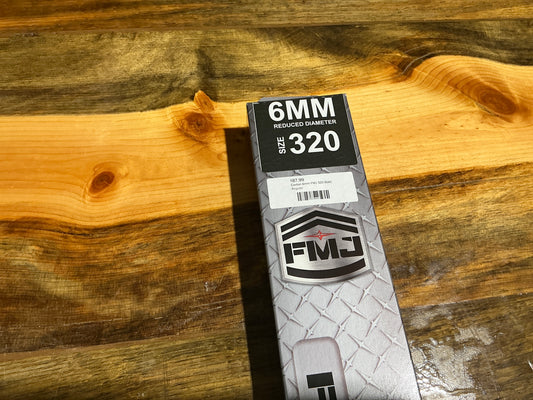 6MM
REDUCED DIAMETER
SIZE 320
FMJ